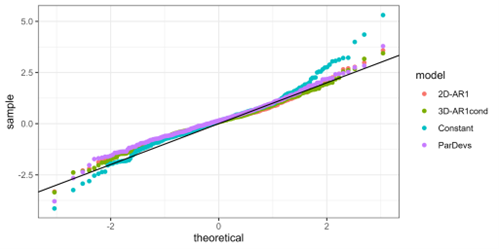 5.0
2.5
0.0
-2.5
sample
-2
0
2
theoretical
model
2D-AR1
3D-AR1cond
Constant
ParDevs